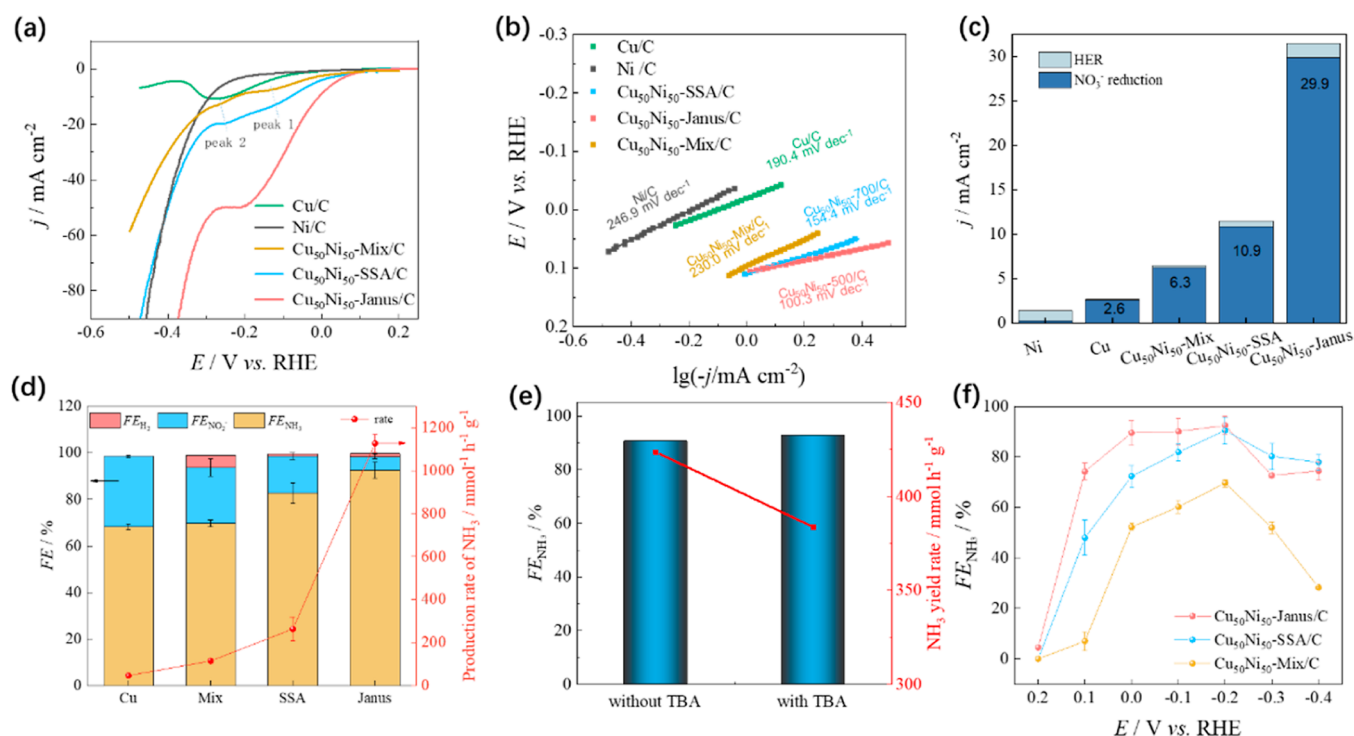 (a)
j / mA cm-2
0
-20
-40
-60
-80
peak 1
peak 2
Cu/C
Ni/C
Cu50Ni50-Mix/C
Cu50Ni50-SSA/C
Cu50Ni50-Janus/C
-0.6
-0.4
-0.2
0.0
0.2
E / V vs. RHE
(b)
E / V vs. RHE
-0.3
-0.2
-0.1
0.0
0.1
0.2
Cu/C
Ni /C
Cu50Ni50-SSA/C
Cu50Ni50-Janus/C
Cu50Ni50-Mix/C
Cu/C
190.4 mV dec-1
Ni/C
246.9 mV dec-1
Cu50Ni50-700/C
154.4 mV dec-1
Cu50Ni50-Mix/C
230.0 mV dec-1
Cu50Ni50-500/C
100.3 mV dec-1
-0.6
-0.4
-0.2
0.0
0.2
0.4
lg(-j/mA cm-2)
(c)
j / mA cm-2
30
25
20
15
10
5
0
HER
NO3- reduction
2.6
6.3
10.9
29.9
Ni
Cu
Cu50Ni50-Mix
Cu50Ni50-SSA
Cu50Ni50-Janus
(d)
FE / %
120
100
80
60
40
20
0
FEH2
FENO2-
FENH3
rate
1200
1000
800
600
400
200
0
Production rate of NH3 / mmol-1 h-1 g-1
Cu
Mix
SSA
Janus
(e)
FENH3 / %
100
90
80
70
60
50
40
30
20
10
0
450
425
400
375
350
325
300
NH3 yield rate / mmol h-1 g-1
without TBA
with TBA
(f)
FENH3 / %
100
80
60
40
20
0
Cu50Ni50-Janus/C
Cu50Ni50-SSA/C
Cu50Ni50-Mix/C
0.2
0.1
0.0
-0.1
-0.2
-0.3
-0.4
E / V vs. RHE